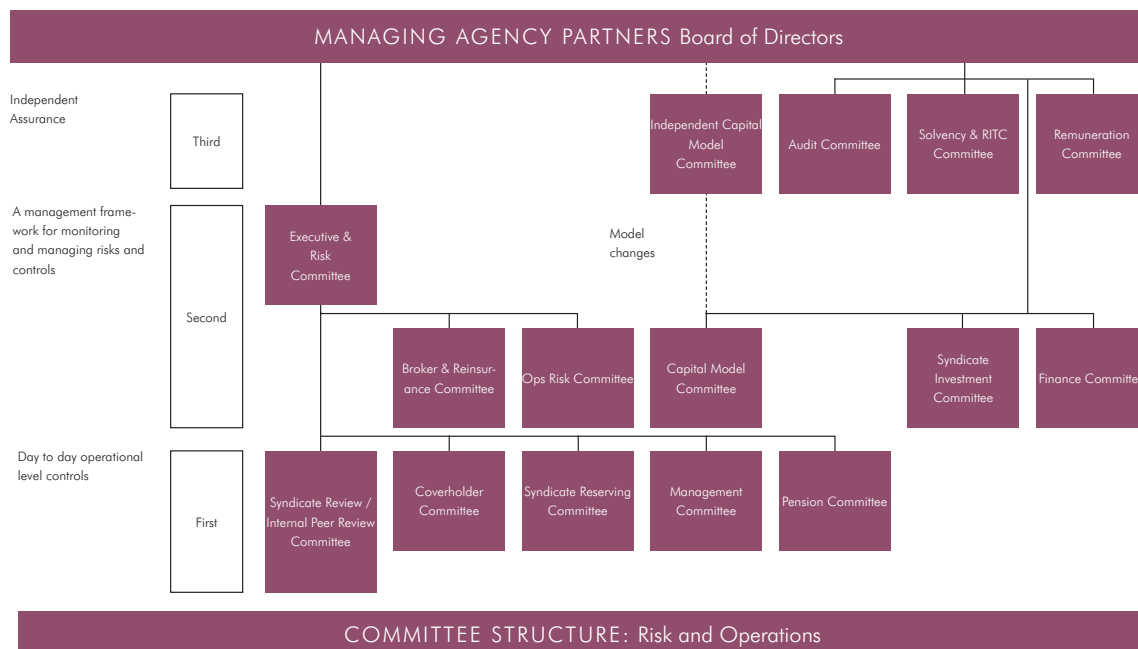 MANAGING AGENCY PARTNERS Board of Directors
Independent
Assurance
Third
Independent Capital
Model
Committee
Audit Committee
Solvency & RITC
Committee
Remuneration
Committee
A management frame-
work for monitoring
and managing risks and
controls
Second
Executive &
Risk
Committee
Model
changes
Broker & Reinsur-
ance Committee
Ops Risk Committee
Capital Model
Committee
Syndicate
Investment
Committee
Finance Committee
Day to day operational
level controls
First
Syndicate Review /
Internal Peer Review
Committee
Coverholder
Committee
Syndicate Reserving
Committee
Management
Committee
Pension Committee
COMMITTEE STRUCTURE: Risk and Operations